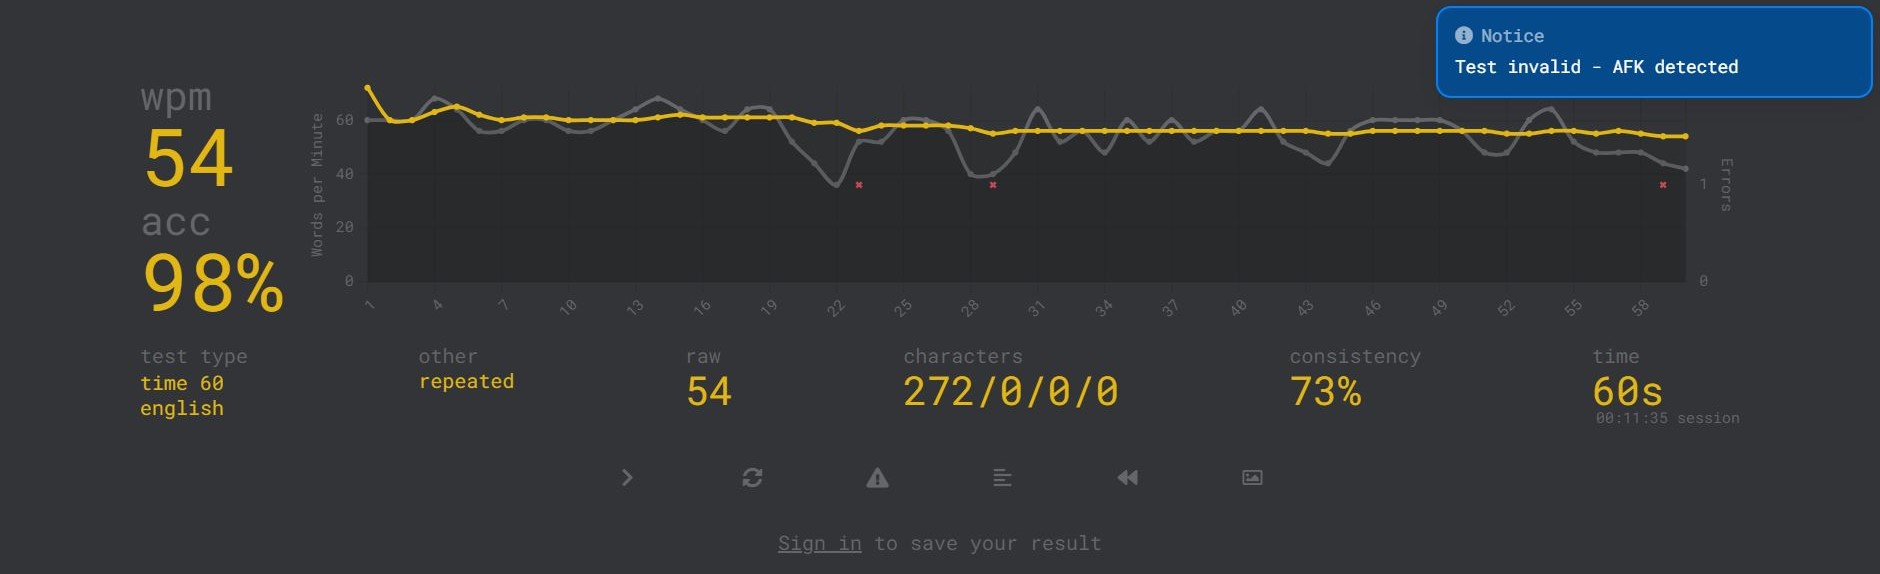 Notice
Test invalid - AFK detected
wpm
54
acc
98%
Words per Minute
60
40
20
0
Errors
1
0
1 4 7 10 13 16 19 22 25 28 31 34 37 40 43 46 49 52 55 58
test type
time 60
english
other
repeated
raw
54
characters
272/0/0/0
consistency
73%
time
60s
00:11:35 session
Sign in to save your result